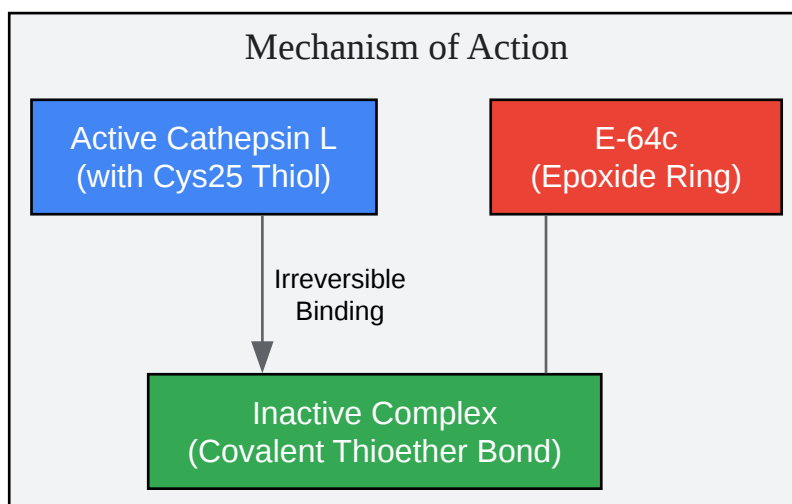 Mechanism of Action
Active Cathepsin L
(with Cys25 Thiol)
E-64c
(Epoxide Ring)
Irreversible
Binding
Inactive Complex
(Covalent Thioether Bond)